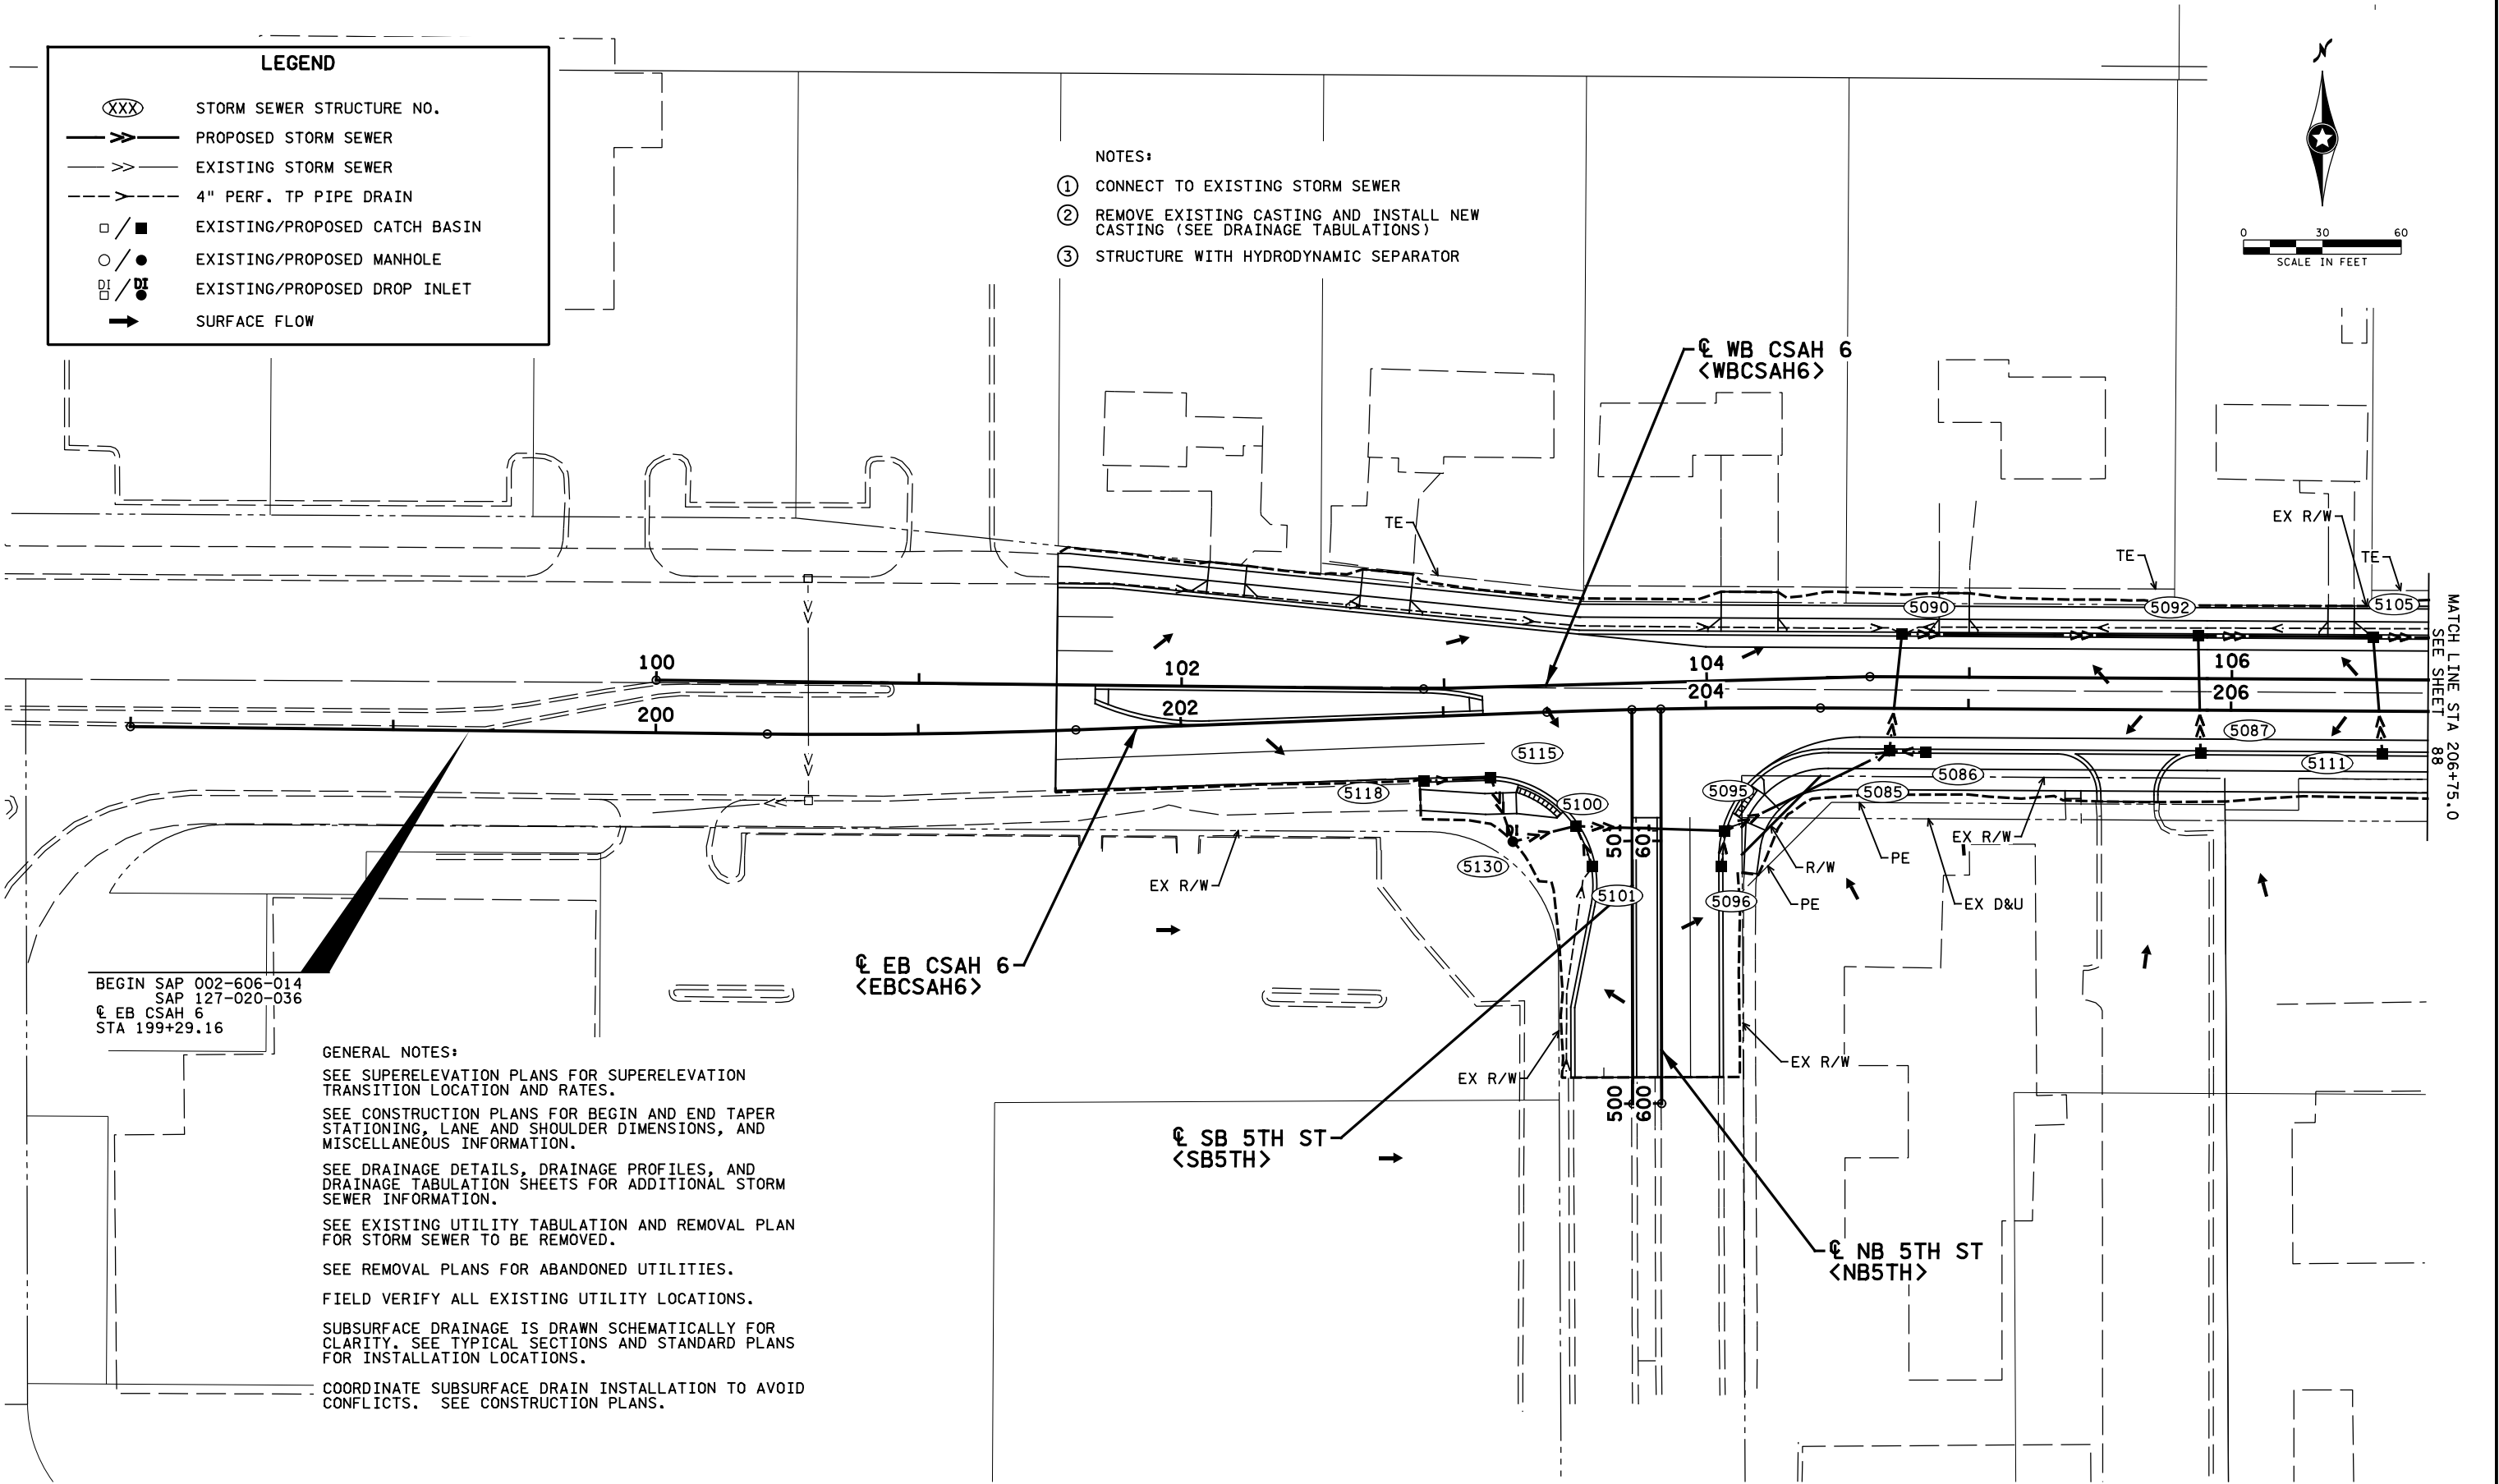 LEGEND
XXX STORM SEWER STRUCTURE NO.
PROPOSED STORM SEWER
EXISTING STORM SEWER
4" PERF. TP PIPE DRAIN
EXISTING/PROPOSED CATCH BASIN
EXISTING/PROPOSED MANHOLE
DI / DI EXISTING/PROPOSED DROP INLET
SURFACE FLOW
NOTES:
1 CONNECT TO EXISTING STORM SEWER
2 REMOVE EXISTING CASTING AND INSTALL NEW
CASTING (SEE DRAINAGE TABULATIONS)
3 STRUCTURE WITH HYDRODYNAMIC SEPARATOR
N
0 30 60
SCALE IN FEET
℄ WB CSAH 6
<WBCSAH6>
TE
EX R/W
TE
TE
5090
5092
5105
MATCH LINE STA 206+75.0
SEE SHEET 88
100
102
104
106
200
202
204
206
5087
5115
5111
5086
5118
5100
5095
5085
DI
501
601
EX R/W
5130
R/W
PE
EX R/W
5101
5096
PE
EX D&U
℄ EB CSAH 6
<EBCSAH6>
BEGIN SAP 002-606-014
SAP 127-020-036
℄ EB CSAH 6
STA 199+29.16
EX R/W
EX R/W
500
600
℄ SB 5TH ST
<SB5TH>
℄ NB 5TH ST
<NB5TH>
GENERAL NOTES:
SEE SUPERELEVATION PLANS FOR SUPERELEVATION
TRANSITION LOCATION AND RATES.
SEE CONSTRUCTION PLANS FOR BEGIN AND END TAPER
STATIONING, LANE AND SHOULDER DIMENSIONS, AND
MISCELLANEOUS INFORMATION.
SEE DRAINAGE DETAILS, DRAINAGE PROFILES, AND
DRAINAGE TABULATION SHEETS FOR ADDITIONAL STORM
SEWER INFORMATION.
SEE EXISTING UTILITY TABULATION AND REMOVAL PLAN
FOR STORM SEWER TO BE REMOVED.
SEE REMOVAL PLANS FOR ABANDONED UTILITIES.
FIELD VERIFY ALL EXISTING UTILITY LOCATIONS.
SUBSURFACE DRAINAGE IS DRAWN SCHEMATICALLY FOR
CLARITY. SEE TYPICAL SECTIONS AND STANDARD PLANS
FOR INSTALLATION LOCATIONS.
COORDINATE SUBSURFACE DRAIN INSTALLATION TO AVOID
CONFLICTS. SEE CONSTRUCTION PLANS.